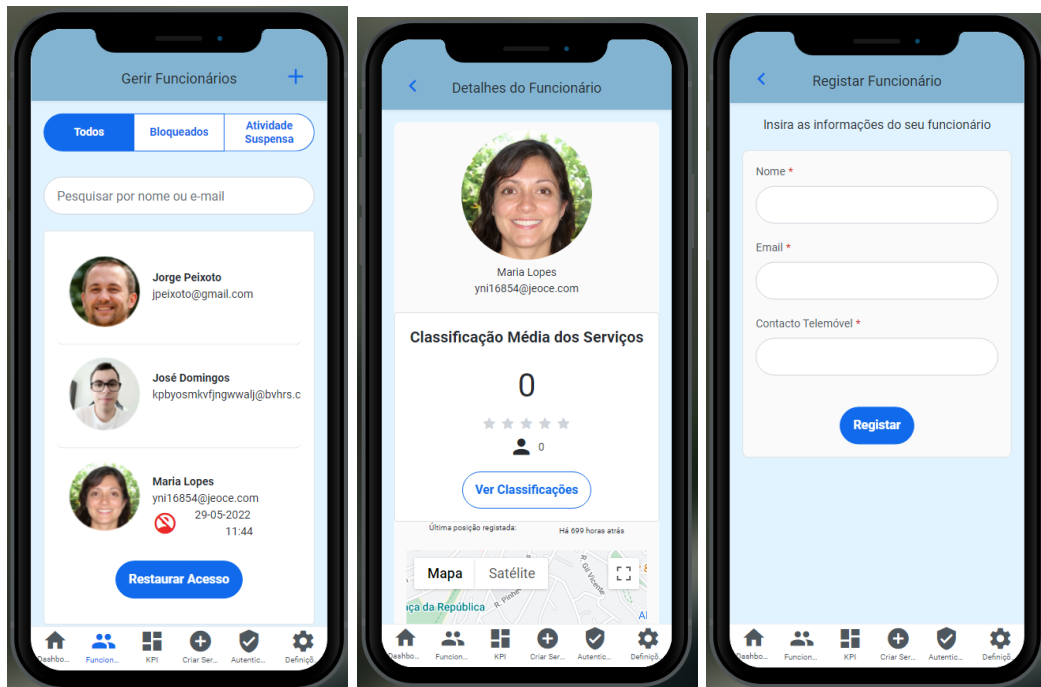 Gerir Funcionários
Todos
Bloqueados
Atividade
Suspensa
Pesquisar por nome ou e-mail
Jorge Peixoto
jpeixoto@gmail.com
José Domingos
kpbyosmkvfjngwwalj@bvhrs.c
Maria Lopes
yni16854@jeoce.com
29-05-2022
11:44
Restaurar Acesso
Dashbo... Funcion... KPI Criar Ser... Autentic... Definiçõ
Detalhes do Funcionário
Maria Lopes
yni16854@jeoce.com
Classificação Média dos Serviços
0
0
Ver Classificações
Última posição registada: Há 699 horas atrás
Mapa Satélite
R. Gil Vicente
R. Pinhe
ça da República
Al
Dashbo... Funcion... KPI Criar Ser... Autentic... Definiçõ
Registar Funcionário
Insira as informações do seu funcionário
Nome *
Email *
Contacto Telemóvel *
Registar
Dashbo... Funcion... KPI Criar Ser... Autentic... Definiçõ